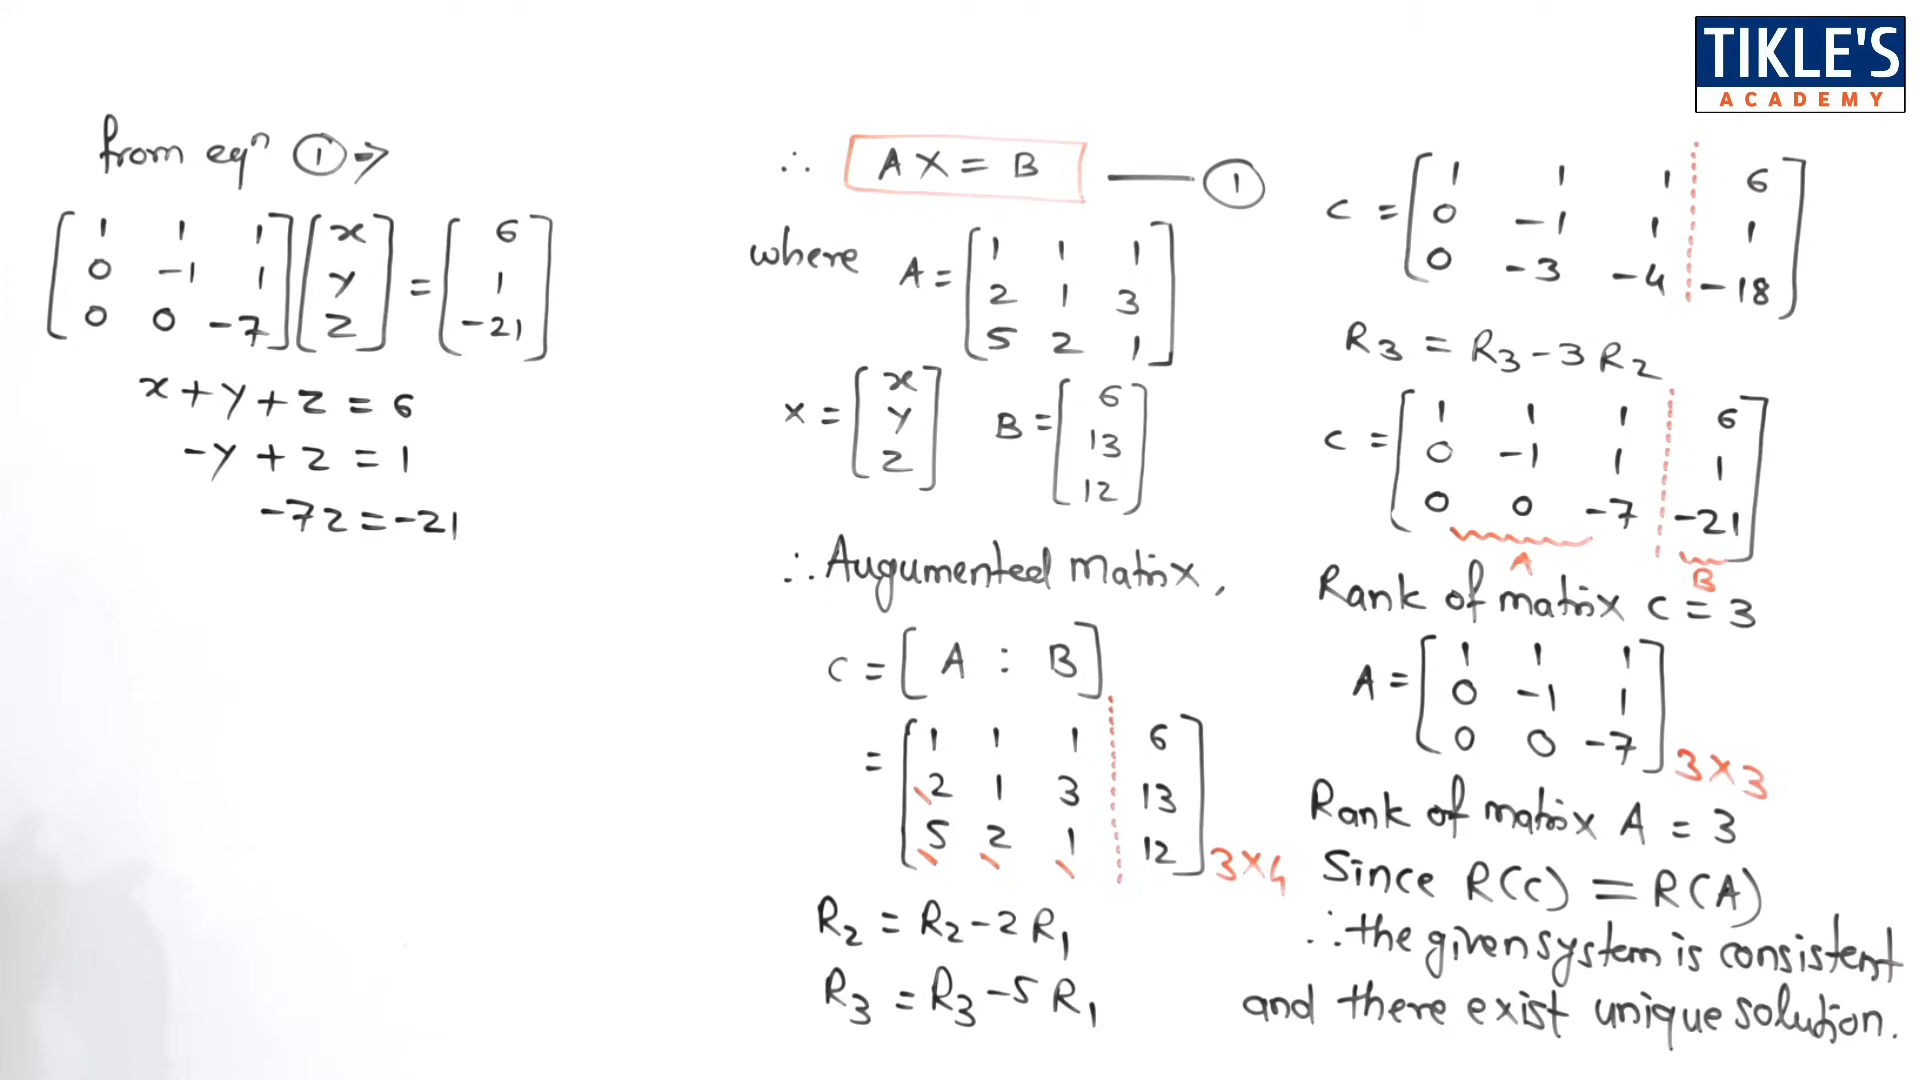 TIKLE'S
ACADEMY
from eqⁿ ① ⇒
[1 1 1; 0 -1 1; 0 0 -7] [x; y; z] = [6; 1; -21]
x + y + z = 6
-y + z = 1
-7z = -21
∴ AX = B —— ①
where A = [1 1 1; 2 1 3; 5 2 1]
X = [x; y; z] B = [6; 13; 12]
∴ Augumented matrix,
C = [A : B]
= [1 1 1 ⋮ 6; 2 1 3 ⋮ 13; 5 2 1 ⋮ 12] 3×4
R₂ = R₂ - 2R₁
R₃ = R₃ - 5R₁
C = [1 1 1 ⋮ 6; 0 -1 1 ⋮ 1; 0 -3 -4 ⋮ -18]
R₃ = R₃ - 3R₂
C = [1 1 1 ⋮ 6; 0 -1 1 ⋮ 1; 0 0 -7 ⋮ -21]
A B
Rank of matrix C = 3
A = [1 1 1; 0 -1 1; 0 0 -7] 3×3
Rank of matrix A = 3
Since R(C) = R(A)
∴ the given system is consistent
and there exist unique solution.